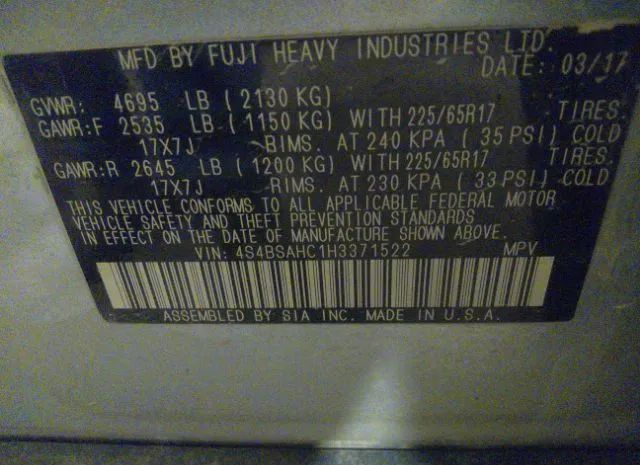 MFD BY FUJI HEAVY INDUSTRIES LTD.
DATE: 03/17
GVWR: 4695 LB ( 2130 KG)
GAWR:F 2535 LB ( 1150 KG) WITH 225/65R17 TIRES.
17X7J RIMS. AT 240 KPA ( 35 PSI) COLD
GAWR:R 2645 LB ( 1200 KG) WITH 225/65R17 TIRES.
17X7J RIMS. AT 230 KPA ( 33 PSI) COLD
THIS VEHICLE CONFORMS TO ALL APPLICABLE FEDERAL MOTOR
VEHICLE SAFETY AND THEFT PREVENTION STANDARDS
IN EFFECT ON THE DATE OF MANUFACTURE SHOWN ABOVE.
VIN: 4S4BSAHC1H3371522 MPV
ASSEMBLED BY SIA INC. MADE IN U.S.A.